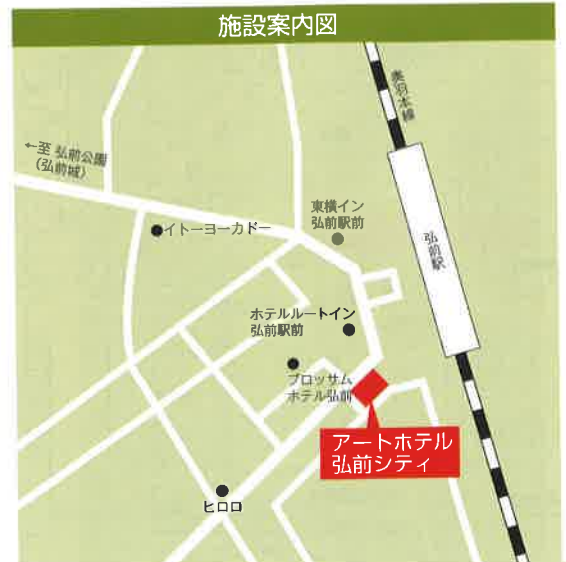 施設案内図
奥羽本線
←至 弘前公園
(弘前城)
東横イン
弘前駅前
イトーヨーカドー
弘前駅
ホテルルートイン
弘前駅前
ブロッサム
ホテル弘前
アートホテル
弘前シティ
ヒロロ